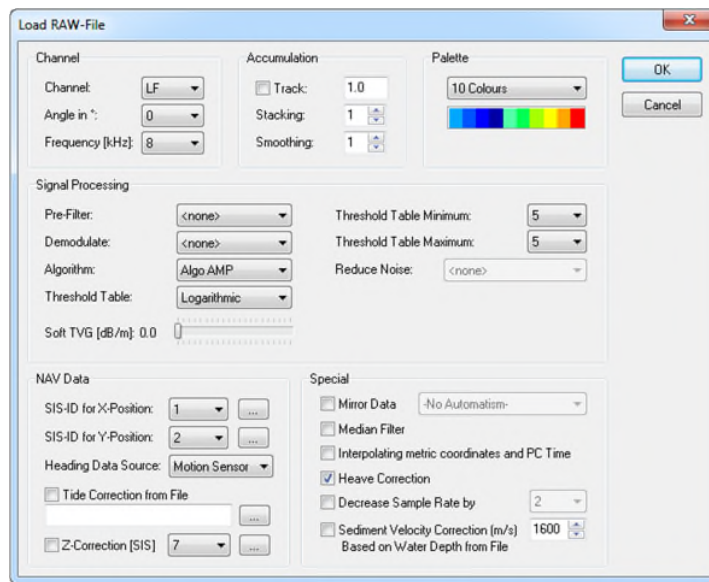 Load RAW-File
Channel
Channel: LF
Angle in °: 0
Frequency [kHz]: 8
Accumulation
Track: 1.0
Stacking: 1
Smoothing: 1
Palette
10 Colours
OK
Cancel
Signal Processing
Pre-Filter: <none>
Demodulate: <none>
Algorithm: Algo AMP
Threshold Table: Logarithmic
Soft TVG [dB/m]: 0.0
Threshold Table Minimum: 5
Threshold Table Maximum: 5
Reduce Noise: <none>
NAV Data
SIS-ID for X-Position: 1 ...
SIS-ID for Y-Position: 2 ...
Heading Data Source: Motion Sensor
Tide Correction from File
...
Z-Correction [SIS] 7 ...
Special
Mirror Data -No Automatism-
Median Filter
Interpolating metric coordinates and PC Time
Heave Correction
Decrease Sample Rate by 2
Sediment Velocity Correction (m/s) 1600
Based on Water Depth from File